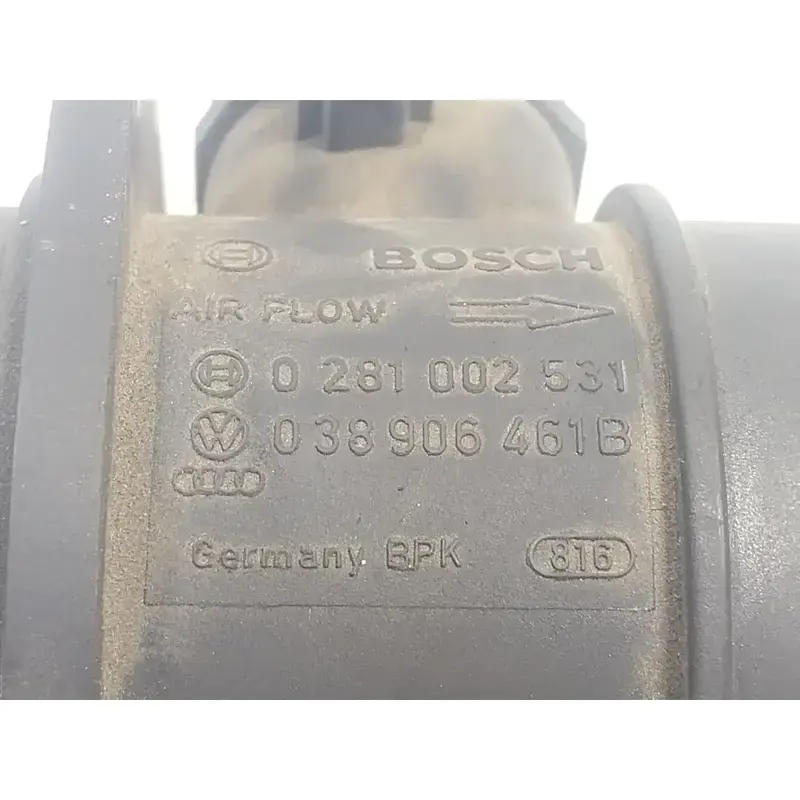 BOSCH
AIR FLOW
0 281 002 531
038 906 461B
Germany BPK 816